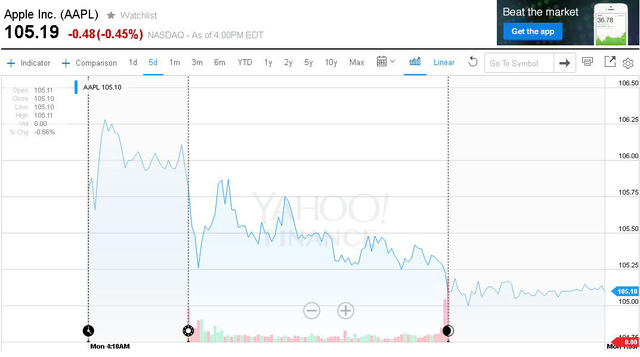 Apple Inc. (AAPL) ★ Watchlist
105.19 -0.48 (-0.45%) NASDAQ - As of 4:00PM EDT
Beat the market
Get the app
36.78
+ Indicator + Comparison 1d 5d 1m 3m 6m YTD 1y 2y 5y 10y Max Linear Go To Symbol
Open 105.11
Close 105.10
Low 105.10
High 105.11
Vol 0.00
% Chg -0.66%
AAPL 105.10
YAHOO!
FINANCE
106.50
106.25
106.00
105.75
105.50
105.25
105.10
105.00
0.00
Mon 4:10AM